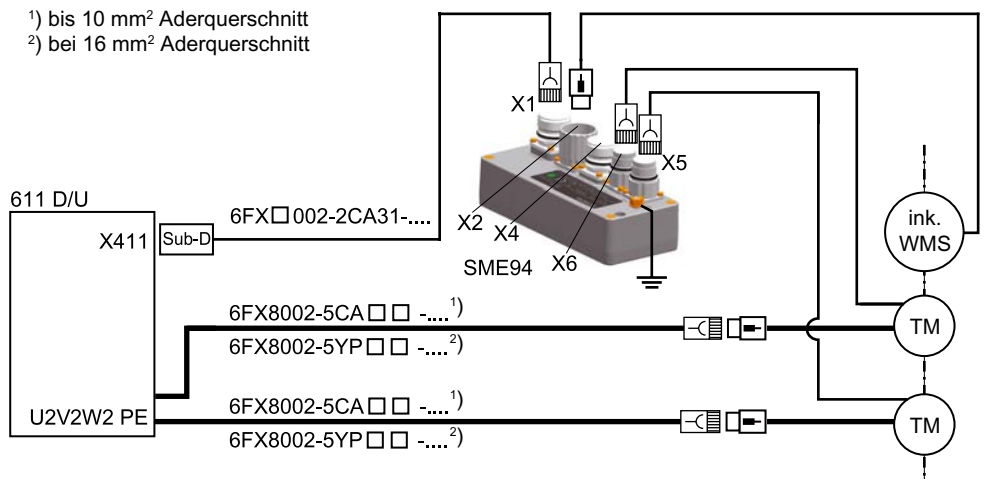 ¹) bis 10 mm² Aderquerschnitt
²) bei 16 mm² Aderquerschnitt
X1
X5
611 D/U
6FX□002-2CA31-....
X2
X4
X6
ink.
WMS
X411
Sub-D
SME94
6FX8002-5CA□□ -....¹)
TM
6FX8002-5YP□□ -....²)
6FX8002-5CA□□ -....¹)
U2V2W2 PE
TM
6FX8002-5YP□□ -....²)